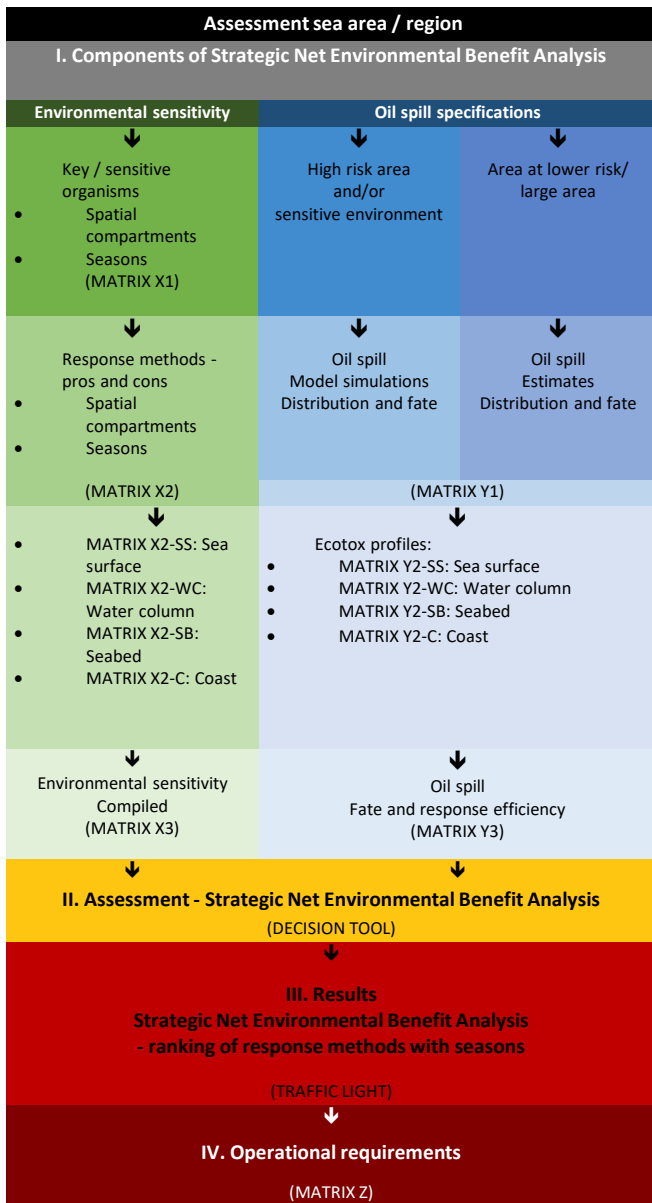 Assessment sea area / region
I. Components of Strategic Net Environmental Benefit Analysis
Environmental sensitivity
Oil spill specifications
Key / sensitive
organisms
• Spatial
compartments
• Seasons
(MATRIX X1)
High risk area
and/or
sensitive environment
Area at lower risk/
large area
Response methods -
pros and cons
• Spatial
compartments
• Seasons
(MATRIX X2)
Oil spill
Model simulations
Distribution and fate
Oil spill
Estimates
Distribution and fate
(MATRIX Y1)
• MATRIX X2-SS: Sea
surface
• MATRIX X2-WC:
Water column
• MATRIX X2-SB:
Seabed
• MATRIX X2-C: Coast
Ecotox profiles:
• MATRIX Y2-SS: Sea surface
• MATRIX Y2-WC: Water column
• MATRIX Y2-SB: Seabed
• MATRIX Y2-C: Coast
Environmental sensitivity
Compiled
(MATRIX X3)
Oil spill
Fate and response efficiency
(MATRIX Y3)
II. Assessment - Strategic Net Environmental Benefit Analysis
(DECISION TOOL)
III. Results
Strategic Net Environmental Benefit Analysis
- ranking of response methods with seasons
(TRAFFIC LIGHT)
IV. Operational requirements
(MATRIX Z)